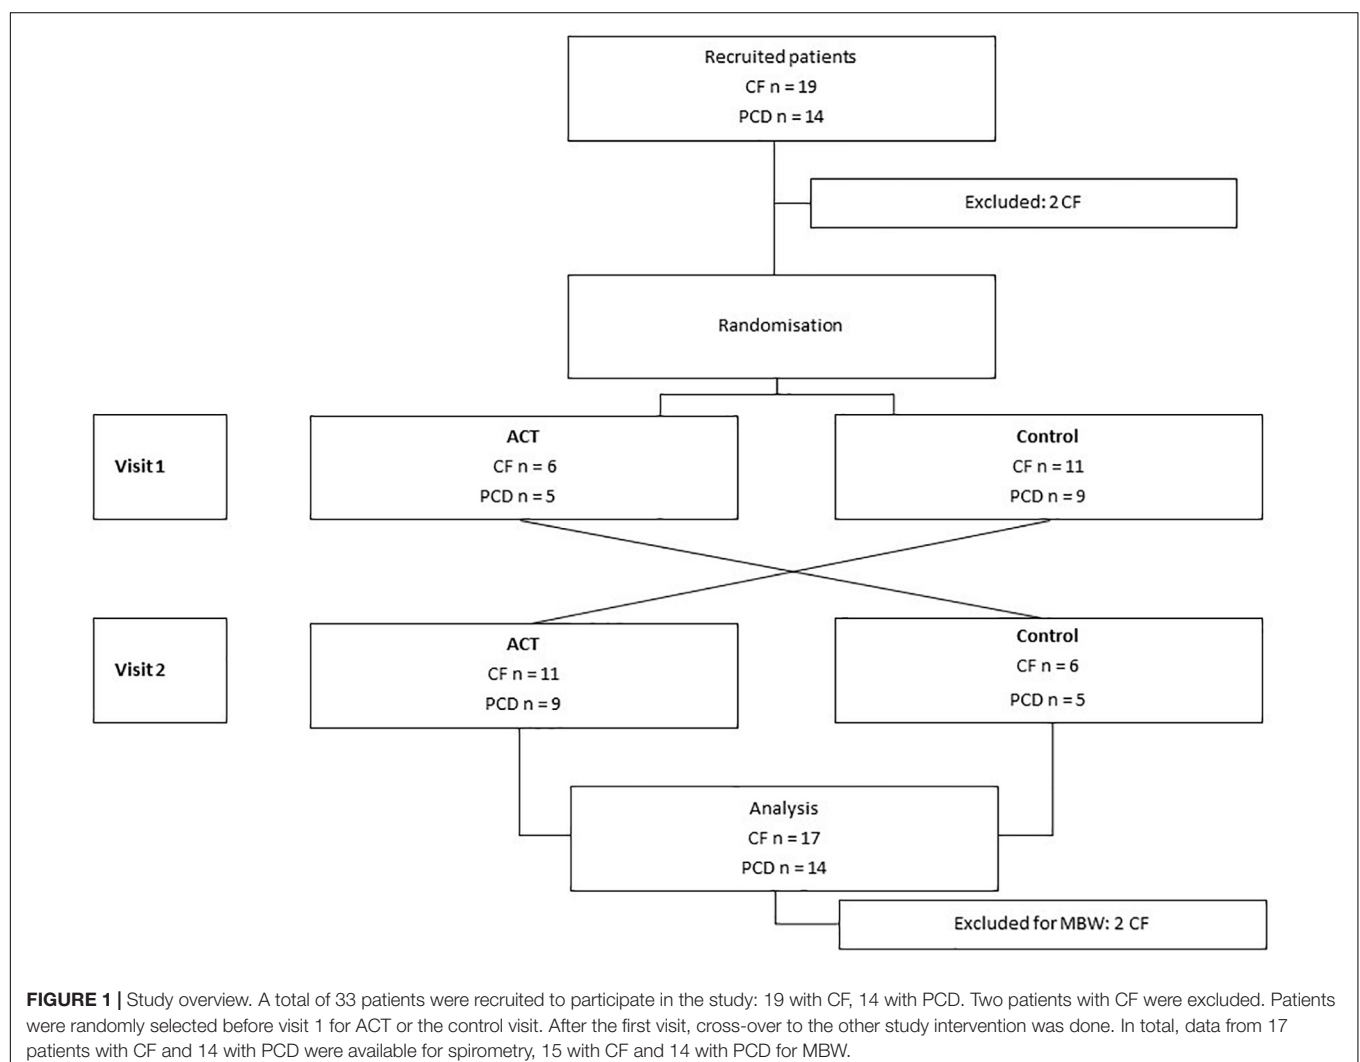 Recruited patients
CF n = 19
PCD n = 14
Excluded: 2 CF
Randomisation
Visit 1
ACT
CF n = 6
PCD n = 5
Control
CF n = 11
PCD n = 9
Visit 2
ACT
CF n = 11
PCD n = 9
Control
CF n = 6
PCD n = 5
Analysis
CF n = 17
PCD n = 14
Excluded for MBW: 2 CF
FIGURE 1 | Study overview. A total of 33 patients were recruited to participate in the study: 19 with CF, 14 with PCD. Two patients with CF were excluded. Patients
were randomly selected before visit 1 for ACT or the control visit. After the first visit, cross-over to the other study intervention was done. In total, data from 17
patients with CF and 14 with PCD were available for spirometry, 15 with CF and 14 with PCD for MBW.